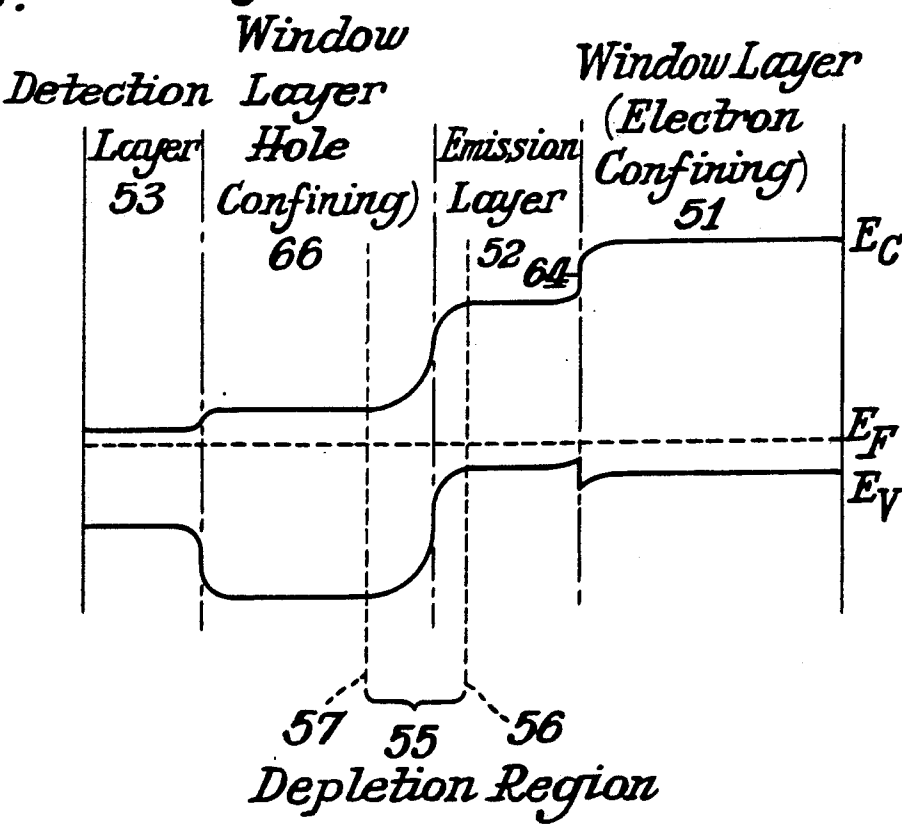 Detection
Layer
53
Window
Layer
Hole
Confining)
66
Emission
Layer
52
64
Window Layer
(Electron
Confining)
51
E_C
E_F
E_V
57
55
56
Depletion Region